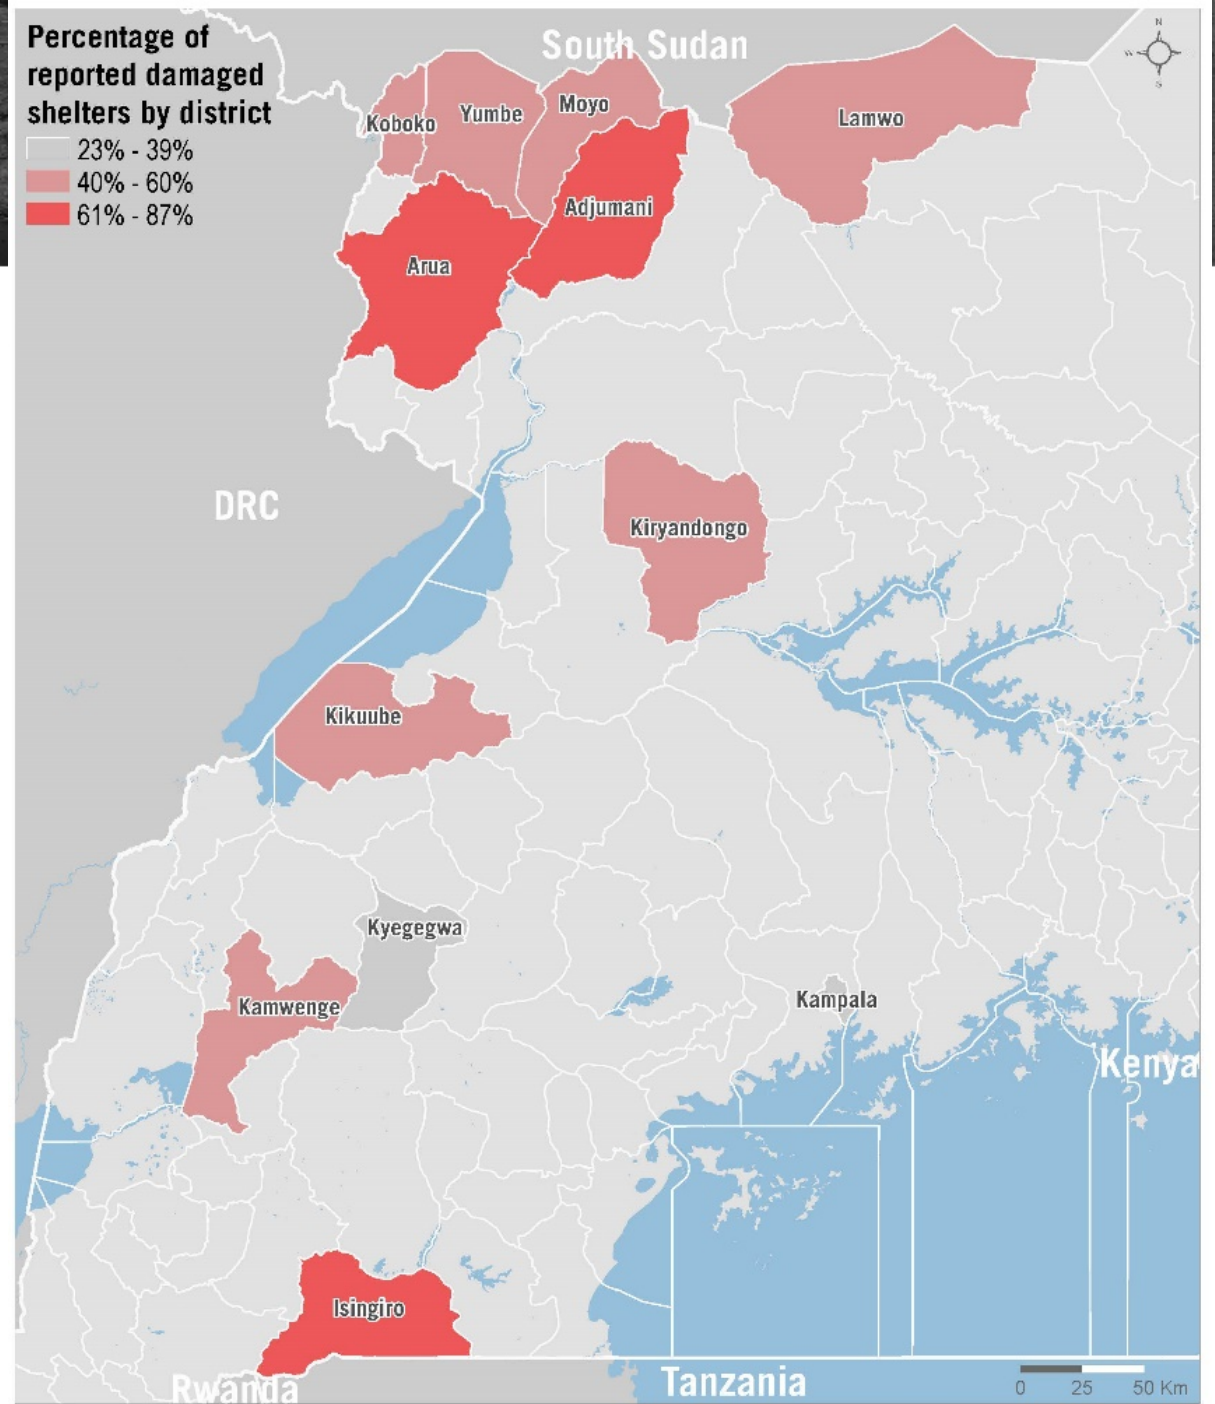 Percentage of
reported damaged
shelters by district
23% - 39%
40% - 60%
61% - 87%
South Sudan
N
W
S
Koboko
Yumbe
Moyo
Lamwo
Adjumani
Arua
DRC
Kiryandongo
Kikuube
Kyegegwa
Kamwenge
Kampala
Kenya
Isingiro
Rwanda
Tanzania
0 25 50 Km